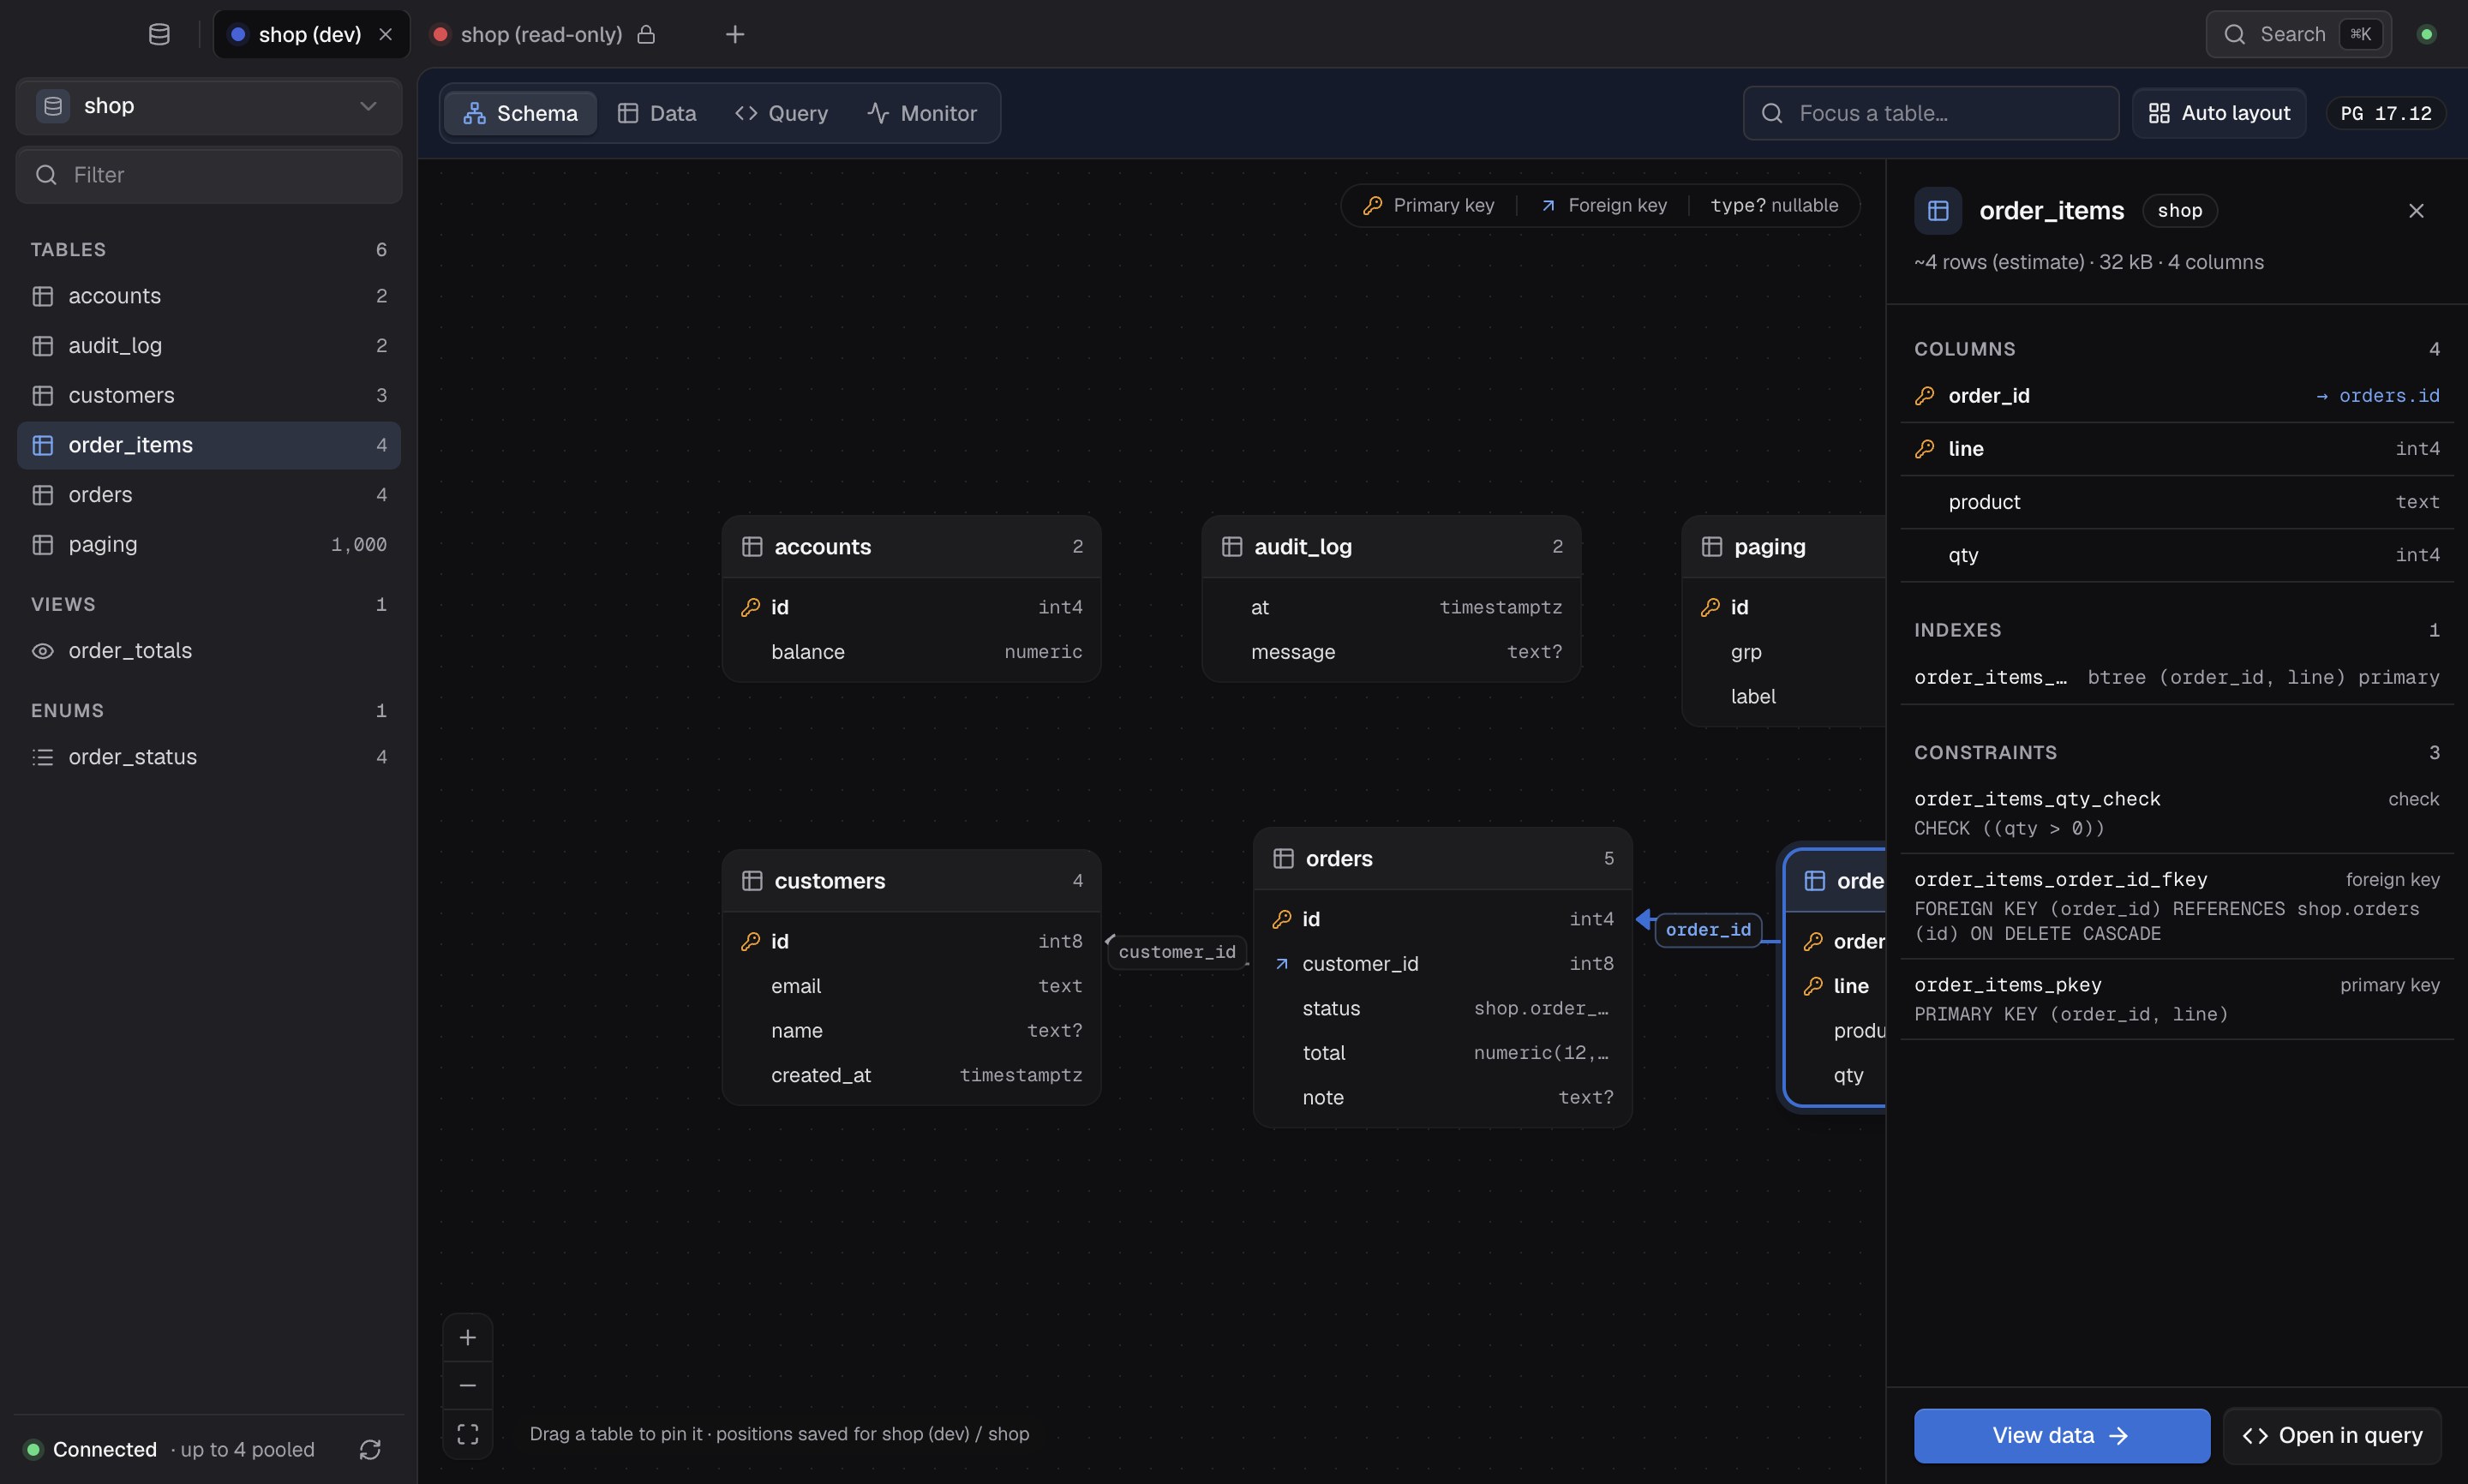 shop (dev)
shop (read-only)
Search ⌘K
shop
Filter
TABLES 6
accounts 2
audit_log 2
customers 3
order_items 4
orders 4
paging 1,000
VIEWS 1
order_totals
ENUMS 1
order_status 4
Connected · up to 4 pooled
Schema Data Query Monitor
Focus a table…
Auto layout
PG 17.12
Primary key Foreign key type? nullable
accounts 2
id int4
balance numeric
audit_log 2
at timestamptz
message text?
paging
id
grp
label
customers 4
id int8
email text
name text?
created_at timestamptz
customer_id
orders 5
id int4
customer_id int8
status shop.order_…
total numeric(12,…
note text?
order_id
orde
order
line
produ
qty
Drag a table to pin it · positions saved for shop (dev) / shop
order_items shop
~4 rows (estimate) · 32 kB · 4 columns
COLUMNS 4
order_id → orders.id
line int4
product text
qty int4
INDEXES 1
order_items_… btree (order_id, line) primary
CONSTRAINTS 3
order_items_qty_check check
CHECK ((qty > 0))
order_items_order_id_fkey foreign key
FOREIGN KEY (order_id) REFERENCES shop.orders
(id) ON DELETE CASCADE
order_items_pkey primary key
PRIMARY KEY (order_id, line)
View data →
Open in query